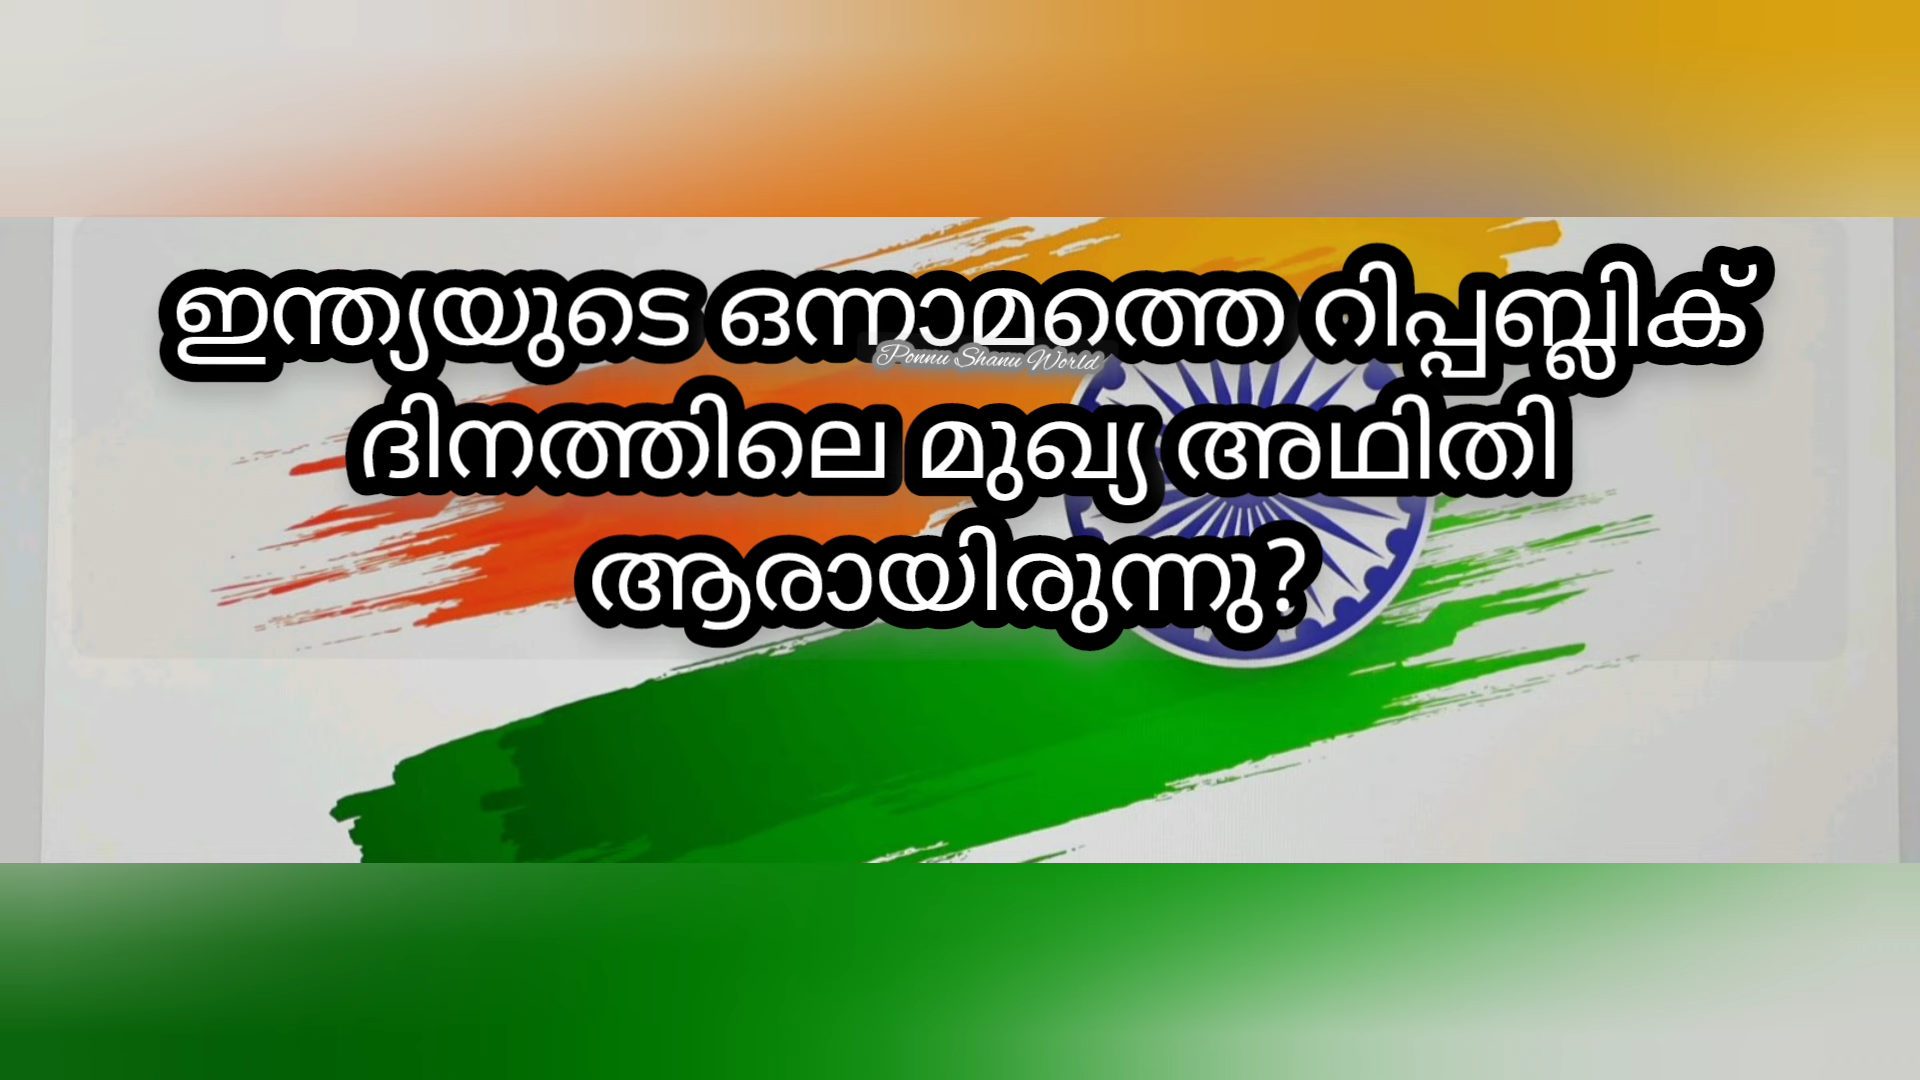 ഇന്ത്യയുടെ ഒന്നാമത്തെ റിപ്പബ്ലിക്
Ponnu Shanu World
ദിനത്തിലെ മുഖ്യ അഥിതി
ആരായിരുന്നു?